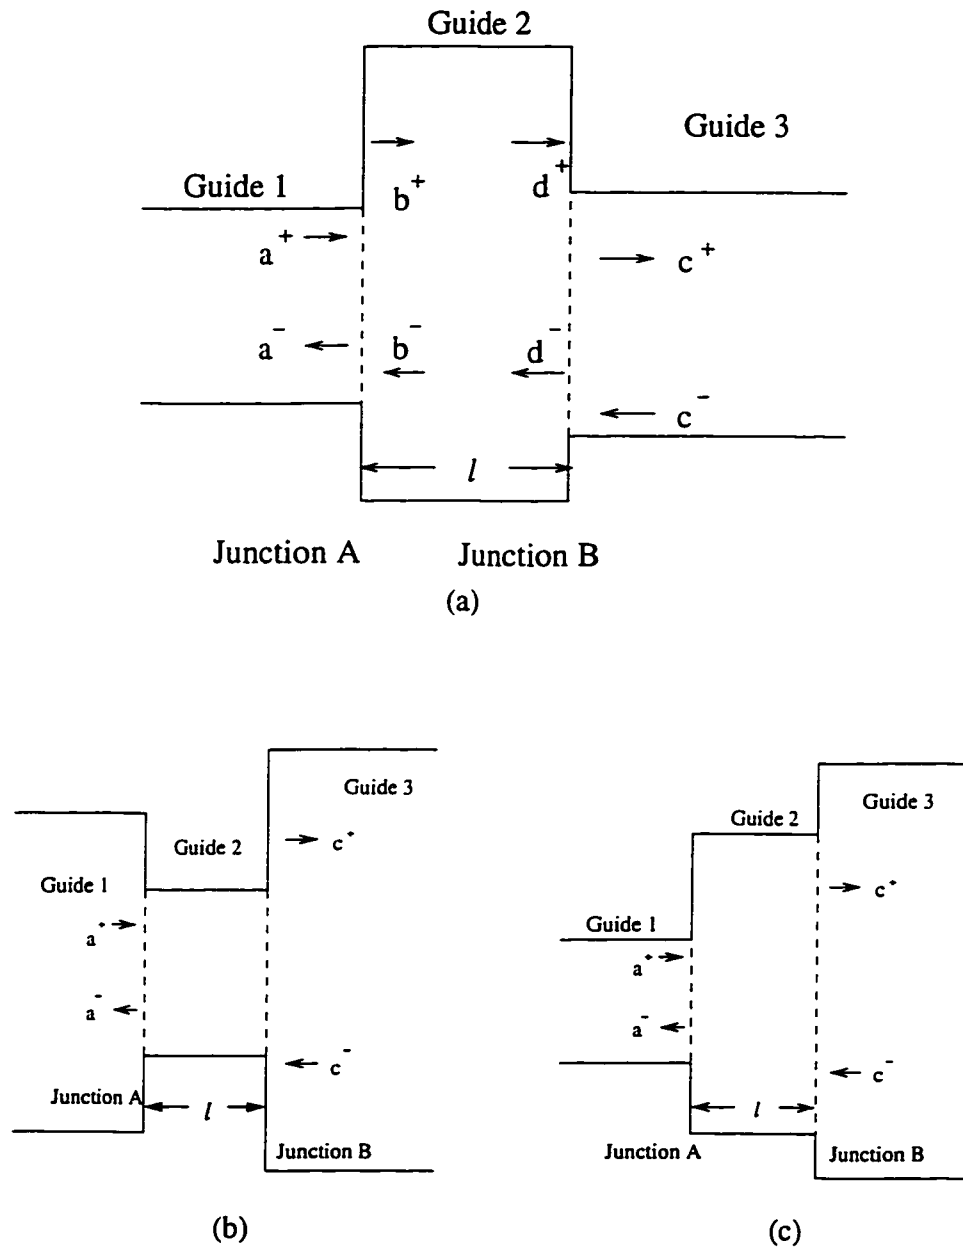 Guide 2
Guide 3
Guide 1
b+ d+
a+
c+
a- b- d-
c-
l
Junction A Junction B
(a)
Guide 3
Guide 2
c+
Guide 1
a+
a-
c-
Junction A
l
Junction B
(b)
Guide 3
Guide 2
c+
Guide 1
a+
a-
c-
l
Junction A Junction B
(c)